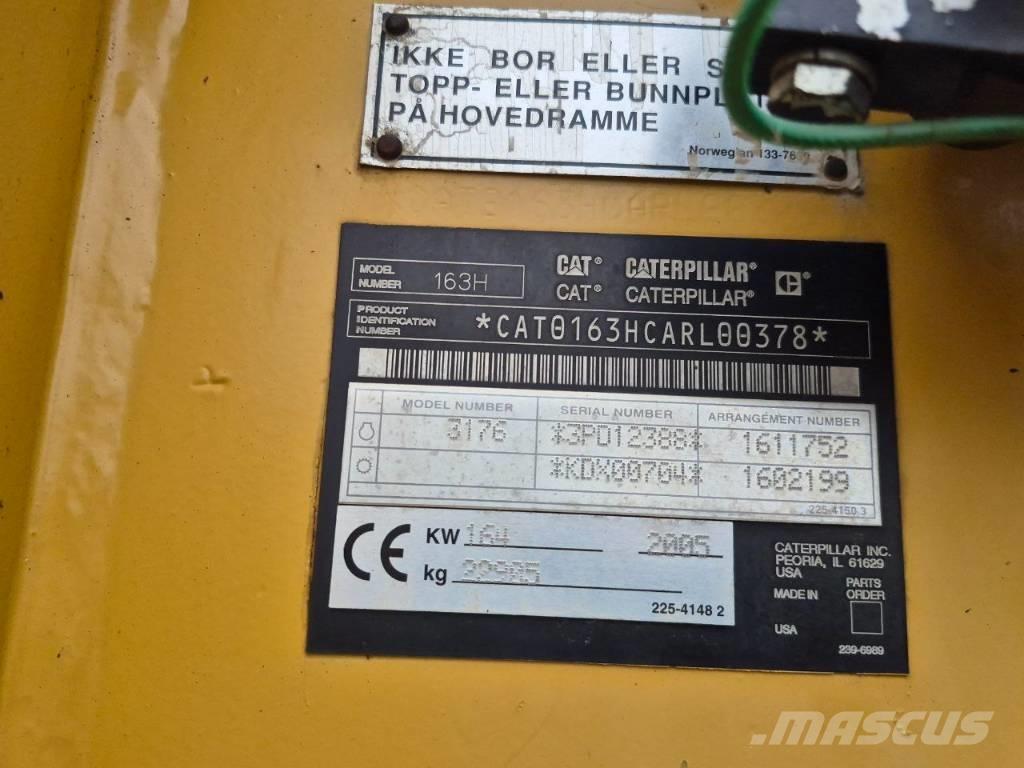 IKKE BOR ELLER S
TOPP- ELLER BUNNPL
PÅ HOVEDRAMME
Norwegian 133-76
MODEL NUMBER 163H
CAT® CATERPILLAR® C®
CAT® CATERPILLAR®
PRODUCT IDENTIFICATION NUMBER *CAT0163HCARL00378*
MODEL NUMBER SERIAL NUMBER ARRANGEMENT NUMBER
3176 *3PD12388* 1611752
*KDX00704* 1602199
225-4150 3
CE KW 164 2005
kg
225-4148 2
CATERPILLAR INC.
PEORIA, IL 61629
USA
MADE IN
USA
PARTS ORDER
239-6989
MASCUS